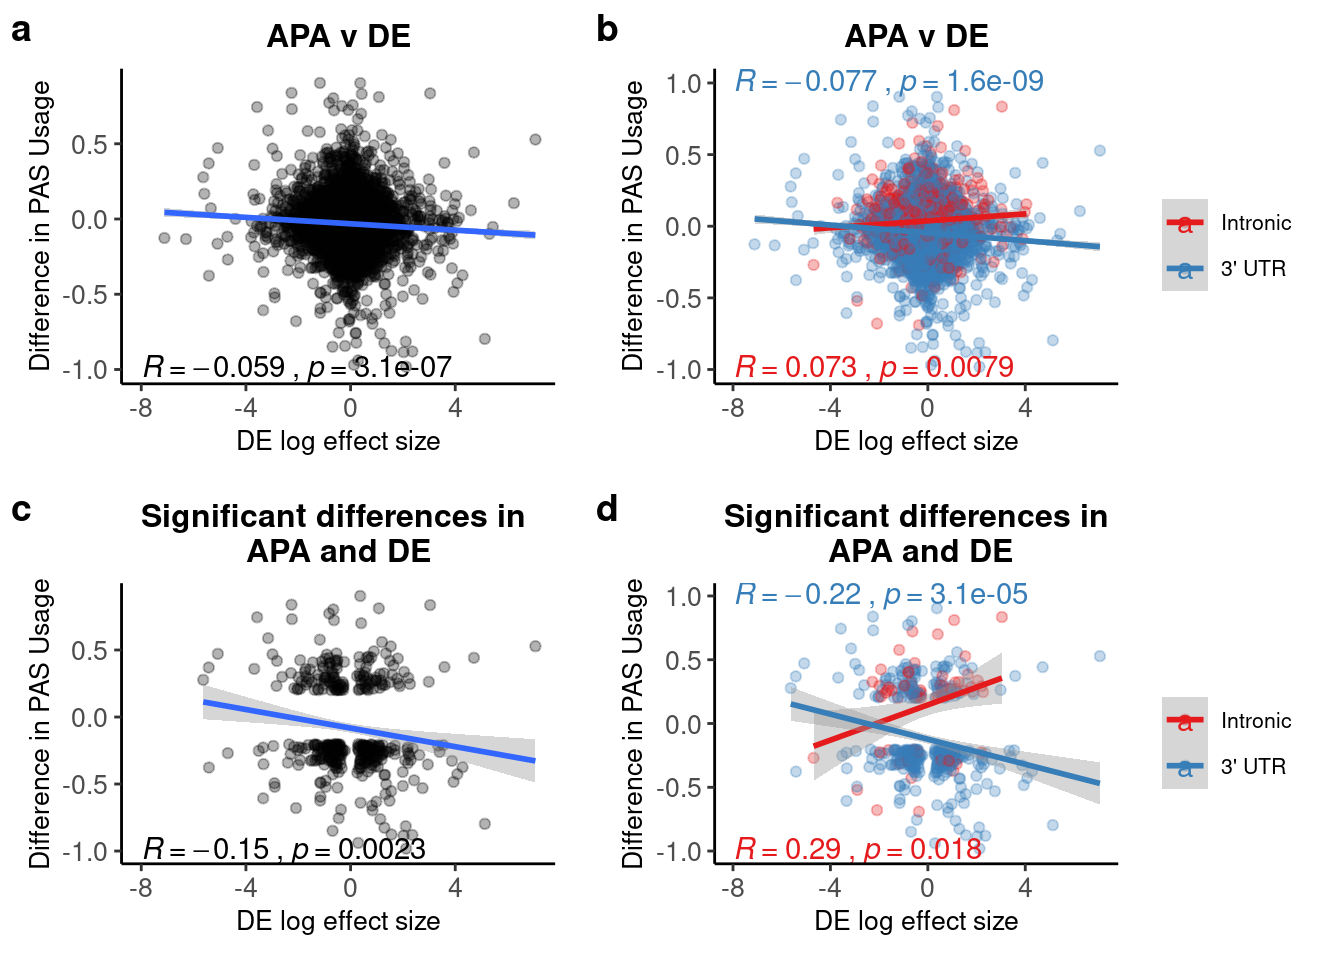 a
APA v DE
Difference in PAS Usage
0.5
0.0
-0.5
-1.0
R = −0.059 , p = 3.1e-07
-8 -4 0 4
DE log effect size
b
APA v DE
Difference in PAS Usage
1.0
0.5
0.0
-0.5
-1.0
R = −0.077 , p = 1.6e-09
R = 0.073 , p = 0.0079
-8 -4 0 4
DE log effect size
a Intronic
a 3' UTR
c
Significant differences in
APA and DE
Difference in PAS Usage
0.5
0.0
-0.5
-1.0
R = −0.15 , p = 0.0023
-8 -4 0 4
DE log effect size
d
Significant differences in
APA and DE
Difference in PAS Usage
1.0
0.5
0.0
-0.5
-1.0
R = −0.22 , p = 3.1e-05
R = 0.29 , p = 0.018
-8 -4 0 4
DE log effect size
a Intronic
a 3' UTR